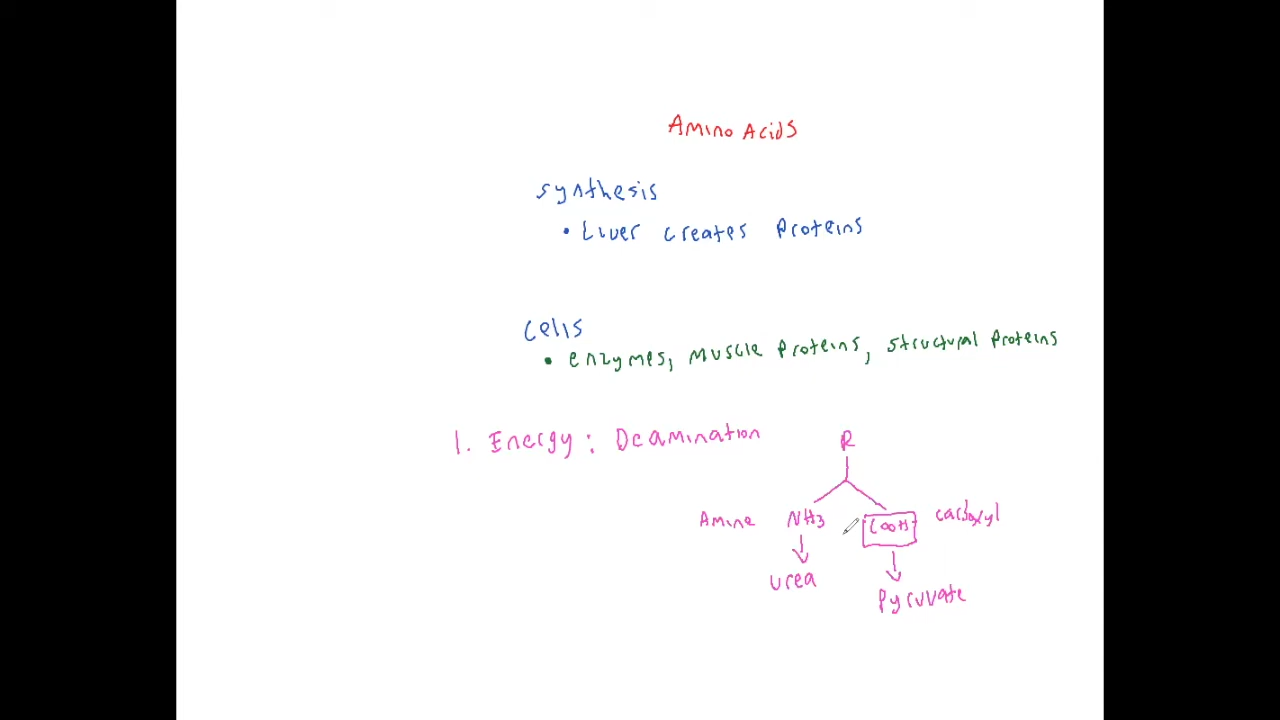 Amino Acids
Synthesis
• Liver creates Proteins
Cells
• enzymes, muscle proteins, structural proteins
1. Energy: Deamination
R
Amine NH3 COOH carboxyl
urea
Pyruvate